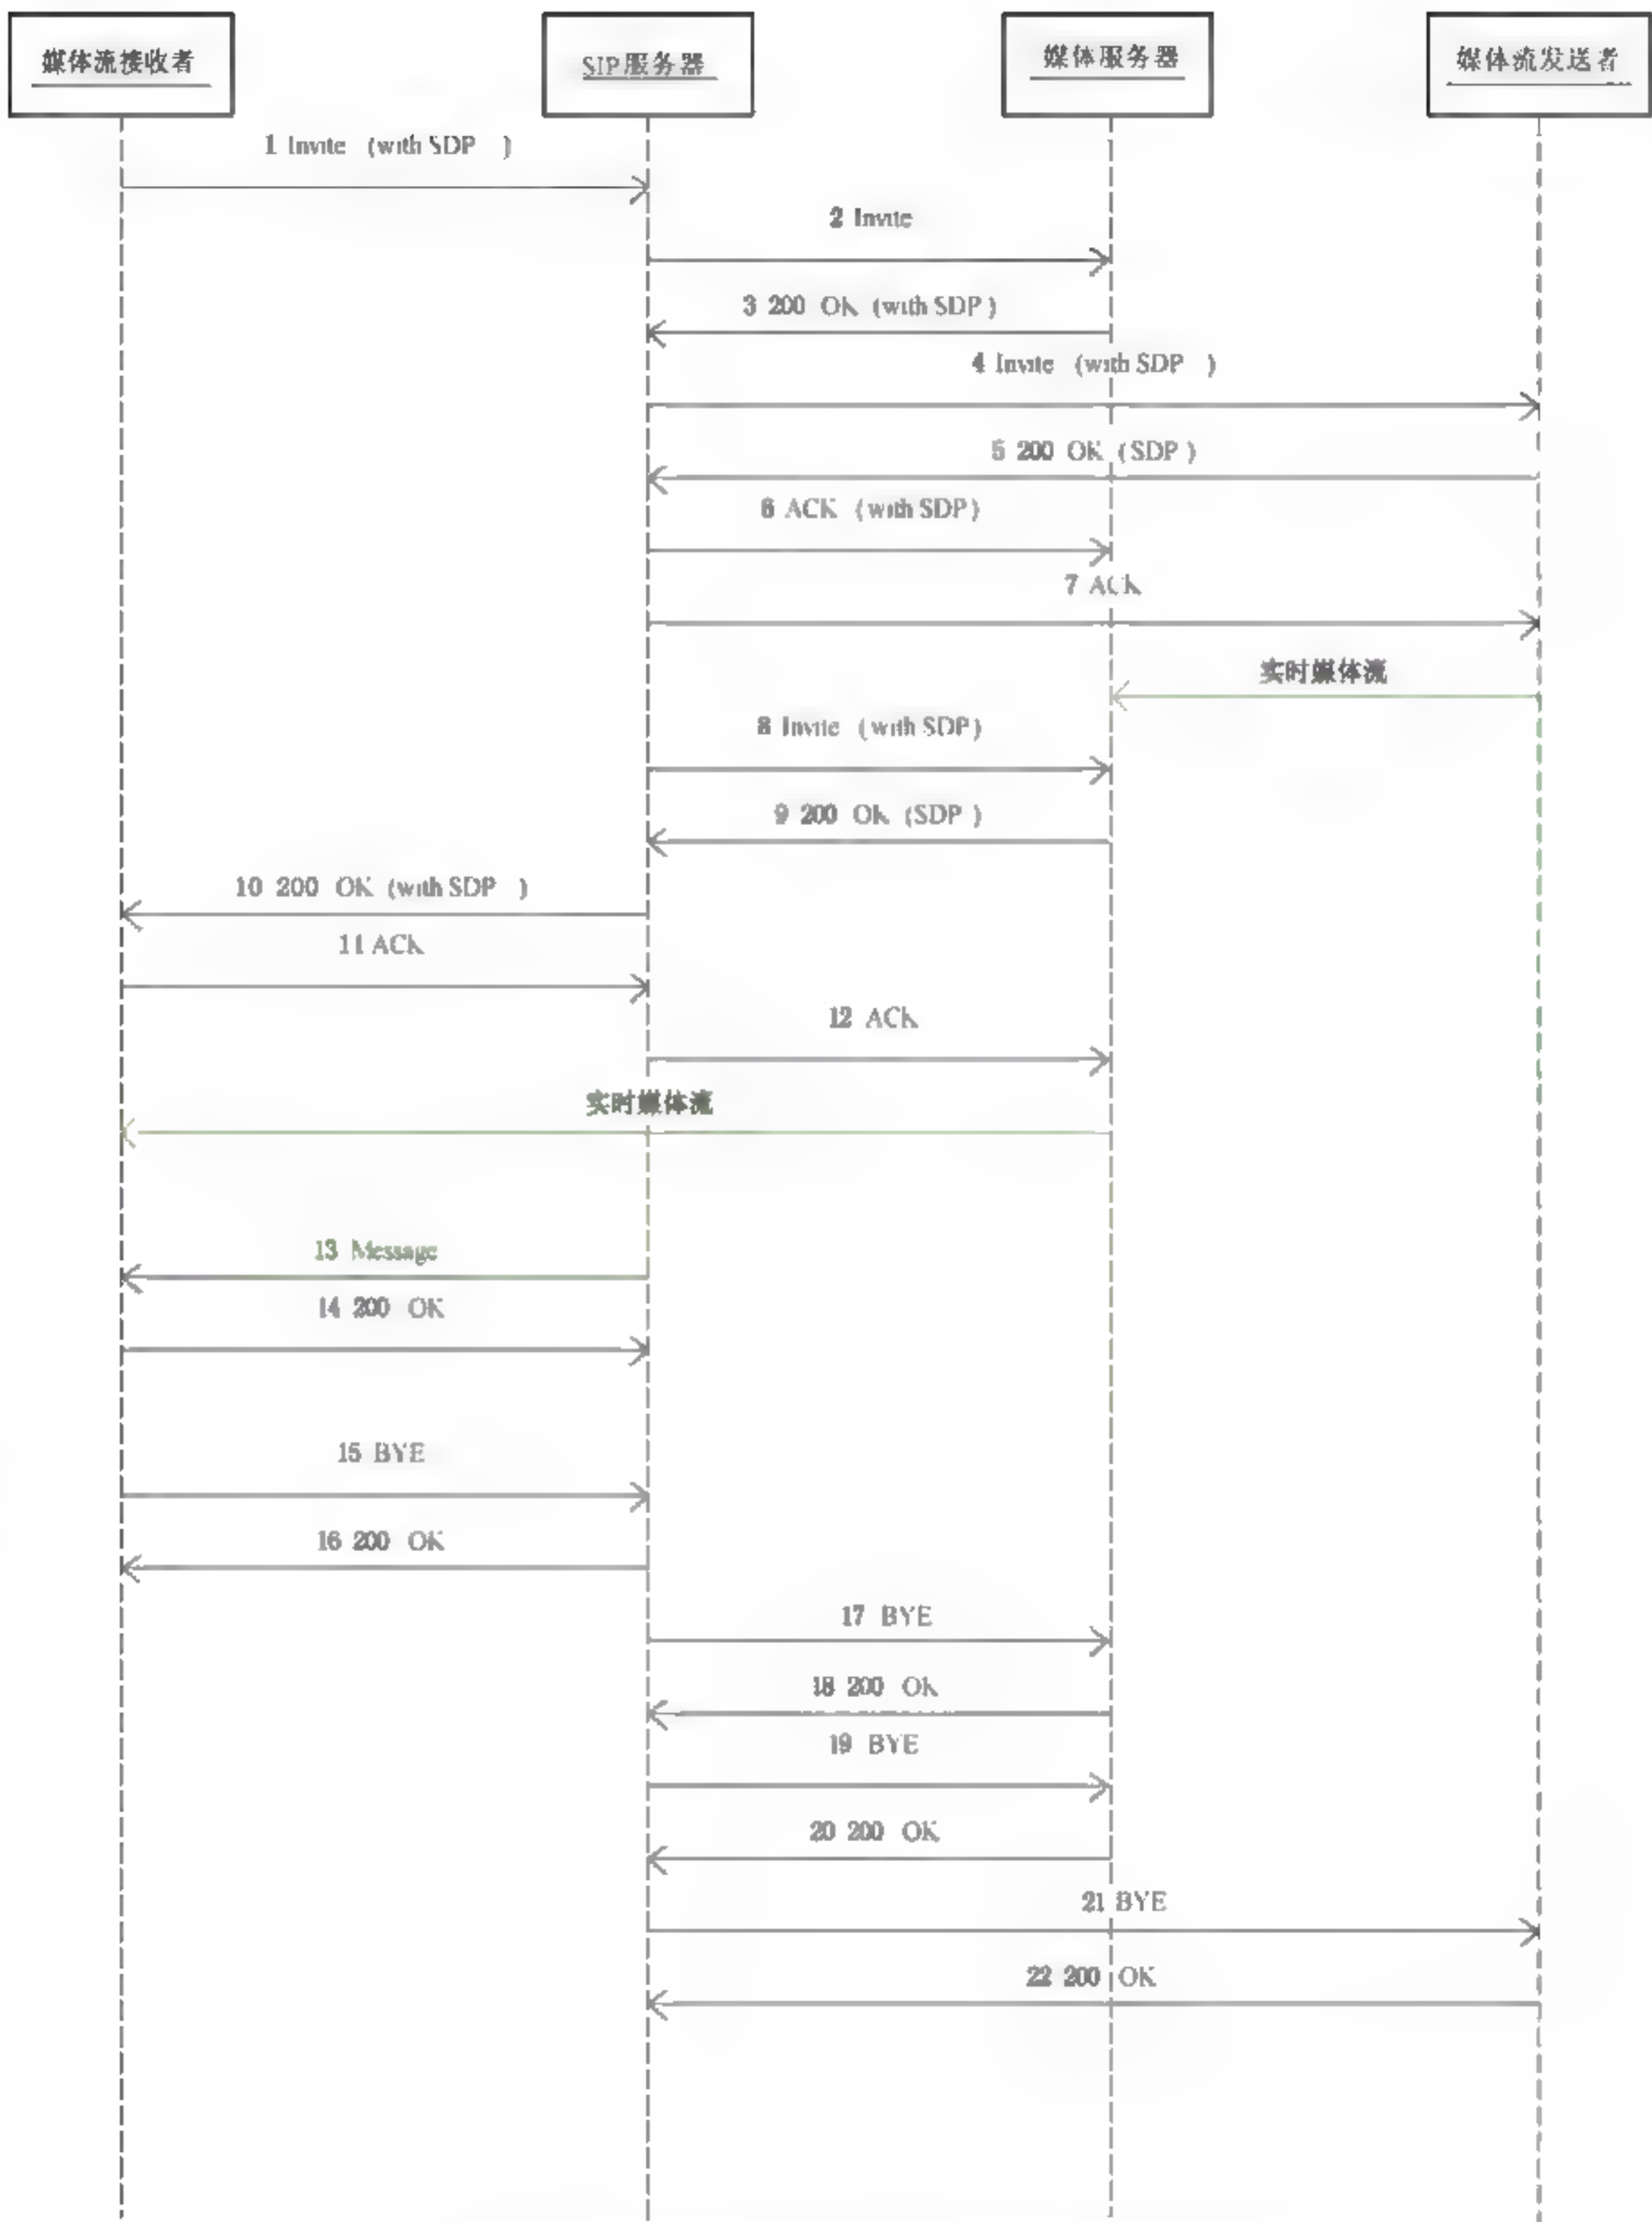 媒体流接收者
SIP服务器
媒体服务器
媒体流发送者
1 Invite (with SDP )
2 Invite
3 200 OK (with SDP )
4 Invite (with SDP )
5 200 OK (SDP )
6 ACK (with SDP)
7 ACK
实时媒体流
8 Invite (with SDP)
9 200 OK (SDP )
10 200 OK (with SDP )
11 ACK
12 ACK
实时媒体流
13 Message
14 200 OK
15 BYE
16 200 OK
17 BYE
18 200 OK
19 BYE
20 200 OK
21 BYE
22 200 OK